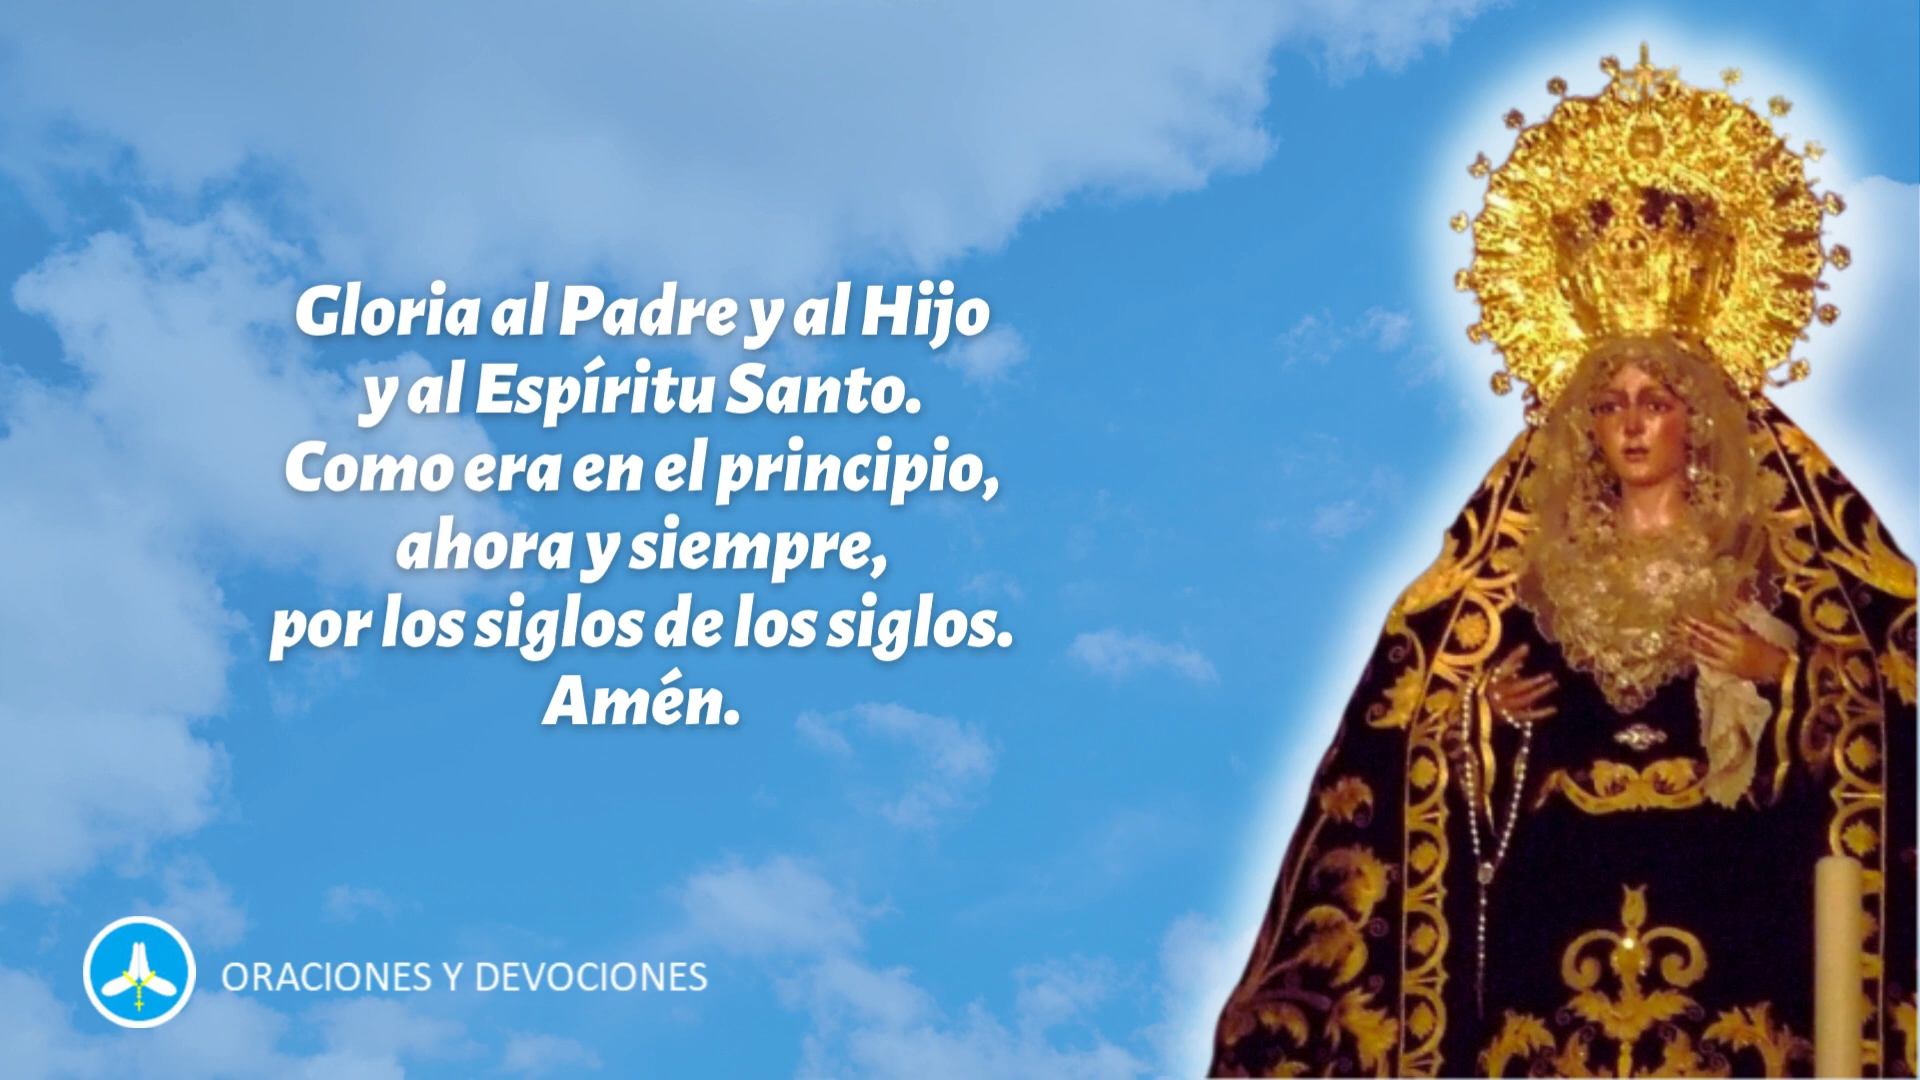 Gloria al Padre y al Hijo
y al Espíritu Santo.
Como era en el principio,
ahora y siempre,
por los siglos de los siglos.
Amén.
ORACIONES Y DEVOCIONES